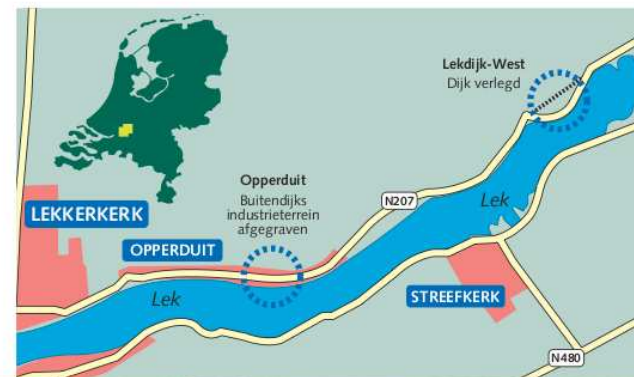 Lekdijk-West
Dijk verlegd
Opperduit
Buitendijks
industrieterrein
afgegraven
N207
Lek
LEKKERKERK
OPPERDUIT
Lek
STREEFKERK
N480